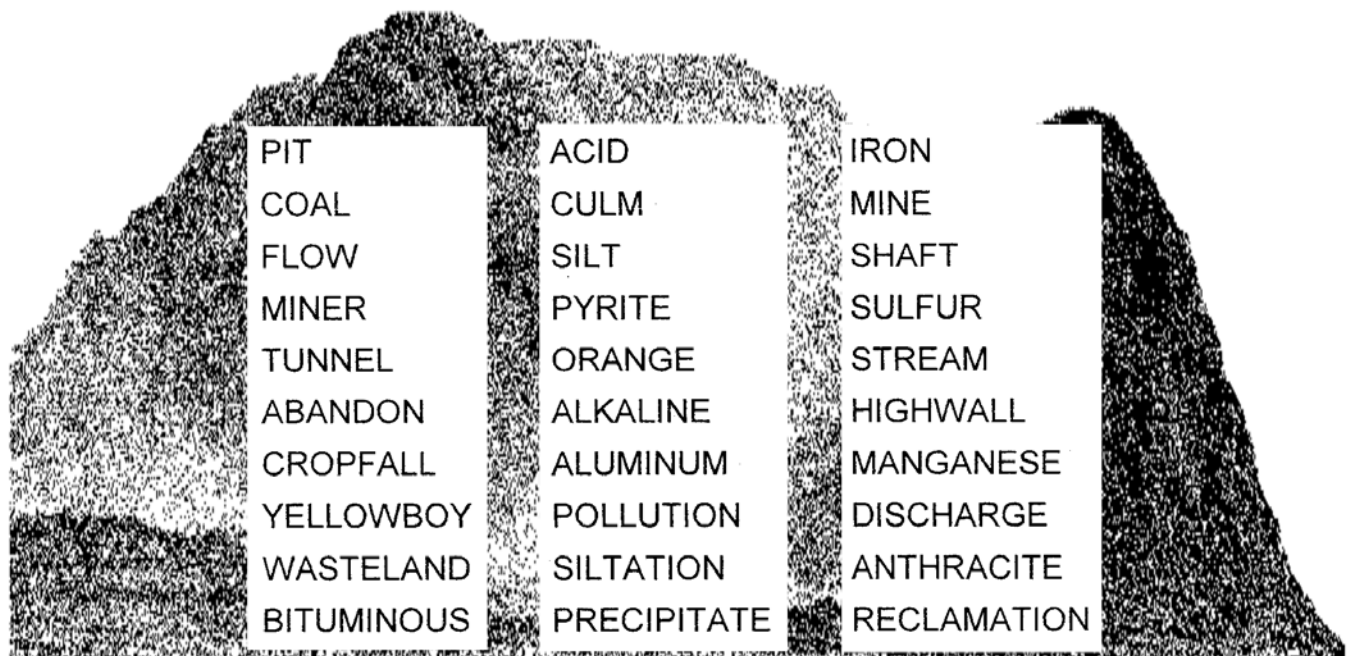 PIT
COAL
FLOW
MINER
TUNNEL
ABANDON
CROPFALL
YELLOWBOY
WASTELAND
BITUMINOUS
ACID
CULM
SILT
PYRITE
ORANGE
ALKALINE
ALUMINUM
POLLUTION
SILTATION
PRECIPITATE
IRON
MINE
SHAFT
SULFUR
STREAM
HIGHWALL
MANGANESE
DISCHARGE
ANTHRACITE
RECLAMATION